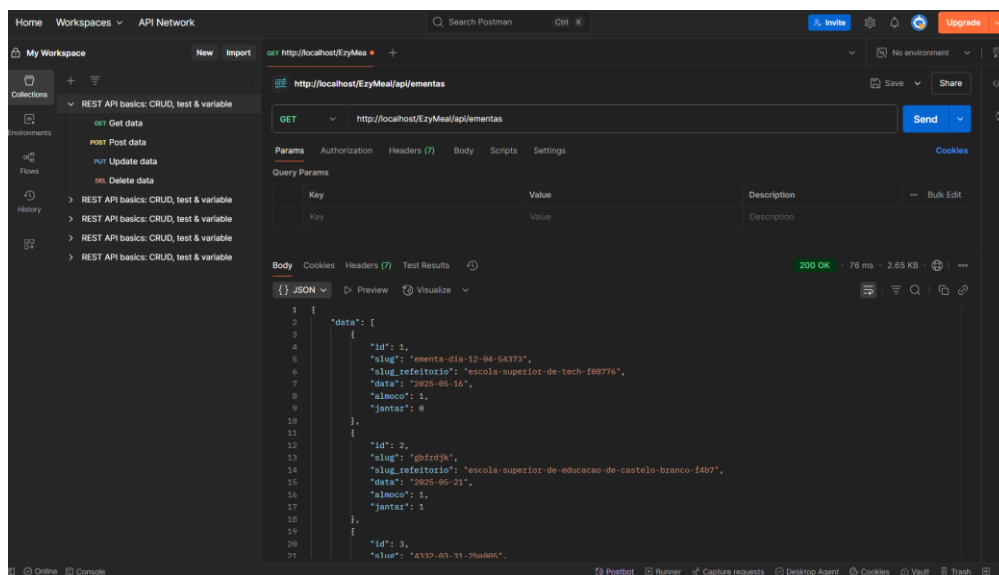 Home Workspaces API Network Search Postman Ctrl K Invite Upgrade
My Workspace New Import GET http://localhost/EzyMea No environment
Collections
Environments
Flows
History
REST API basics: CRUD, test & variable
GET Get data
POST Post data
PUT Update data
DEL Delete data
REST API basics: CRUD, test & variable
REST API basics: CRUD, test & variable
REST API basics: CRUD, test & variable
REST API basics: CRUD, test & variable
HTTP http://localhost/EzyMeal/api/ementas Save Share
GET http://localhost/EzyMeal/api/ementas Send
Params Authorization Headers (7) Body Scripts Settings Cookies
Query Params
Key Value Description Bulk Edit
Key Value Description
Body Cookies Headers (7) Test Results 200 OK 76 ms 2.65 KB
{} JSON Preview Visualize
1 {
2 "data": [
3 {
4 "id": 1,
5 "slug": "ementa-dia-12-04-54373",
6 "slug_refeitorio": "escola-superior-de-tech-f08776",
7 "data": "2025-05-16",
8 "almoco": 1,
9 "jantar": 0
10 },
11 {
12 "id": 2,
13 "slug": "gbfrdjk",
14 "slug_refeitorio": "escola-superior-de-educacao-de-castelo-branco-f4b7",
15 "data": "2025-05-21",
16 "almoco": 1,
17 "jantar": 1
18 },
19 {
20 "id": 3,
21 "slug": "4332-03-31-2ba005",
Online Console Postbot Runner Capture requests Desktop Agent Cookies Vault Trash